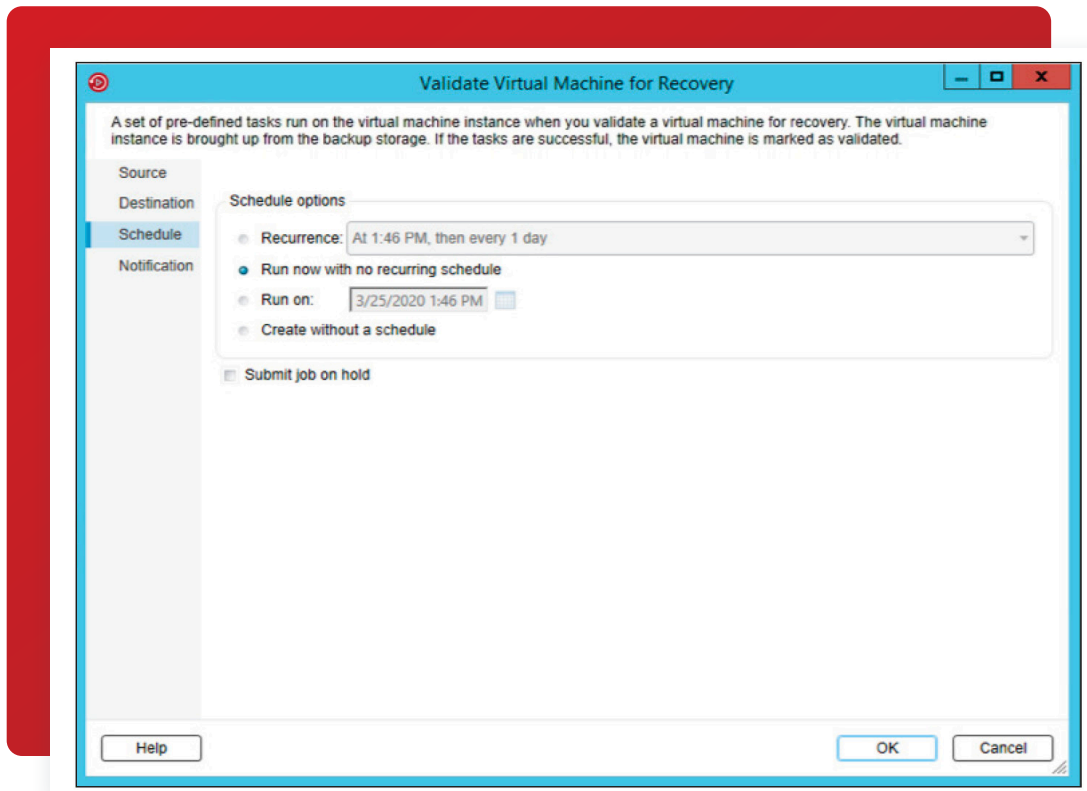 Validate Virtual Machine for Recovery
A set of pre-defined tasks run on the virtual machine instance when you validate a virtual machine for recovery. The virtual machine
instance is brought up from the backup storage. If the tasks are successful, the virtual machine is marked as validated.
Source
Destination
Schedule
Notification
Schedule options
Recurrence: At 1:46 PM, then every 1 day
Run now with no recurring schedule
Run on: 3/25/2020 1:46 PM
Create without a schedule
Submit job on hold
Help
OK
Cancel